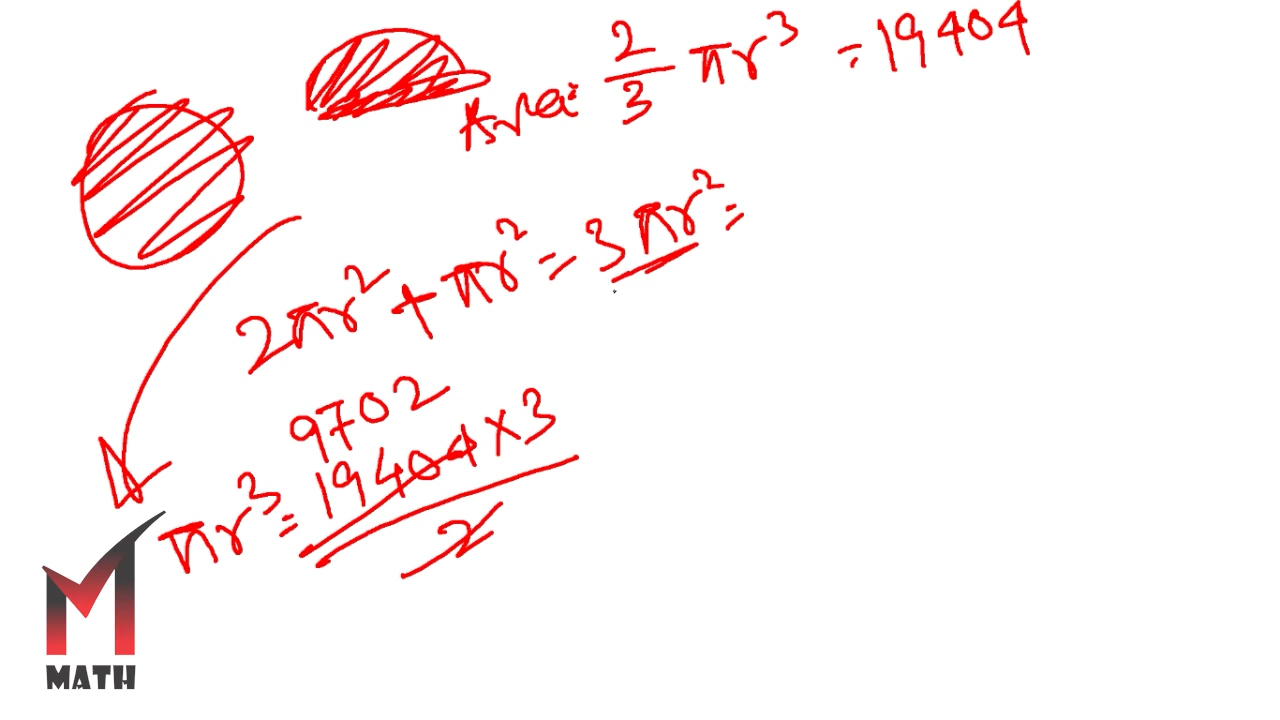 Area: 2/3 πr³ = 19404
2πr² + πr² = 3πr² =
9702
πr³ = 19404 × 3 / 2
M
MATH